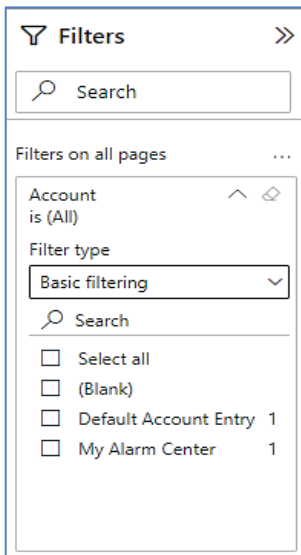 Filters
Search
Filters on all pages
Account
is (All)
Filter type
Basic filtering
Search
Select all
(Blank)
Default Account Entry 1
My Alarm Center 1